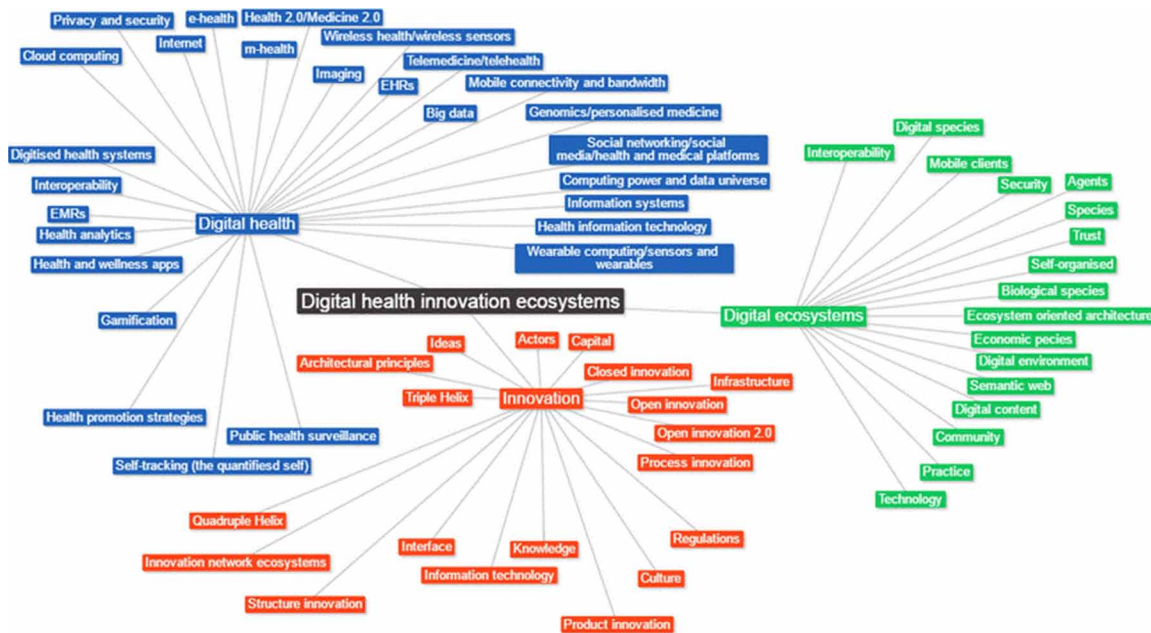 Privacy and security
e-health
Health 2.0/Medicine 2.0
Cloud computing
Internet
m-health
Wireless health/wireless sensors
Imaging
Telemedicine/telehealth
EHRs
Mobile connectivity and bandwidth
Big data
Genomics/personalised medicine
Social networking/social
media/health and medical platforms
Computing power and data universe
Information systems
Health information technology
Wearable computing/sensors and
wearables
Digitised health systems
Interoperability
EMRs
Health analytics
Health and wellness apps
Gamification
Health promotion strategies
Public health surveillance
Self-tracking (the quantifiesd self)
Digital health
Digital health innovation ecosystems
Digital ecosystems
Digital species
Interoperability
Mobile clients
Security
Agents
Species
Trust
Self-organised
Biological species
Ecosystem oriented architecture
Economic pecies
Digital environment
Semantic web
Digital content
Community
Practice
Technology
Innovation
Ideas
Actors
Capital
Architectural principles
Closed innovation
Infrastructure
Triple Helix
Open innovation
Open innovation 2.0
Process innovation
Quadruple Helix
Innovation network ecosystems
Structure innovation
Interface
Information technology
Knowledge
Regulations
Culture
Product innovation